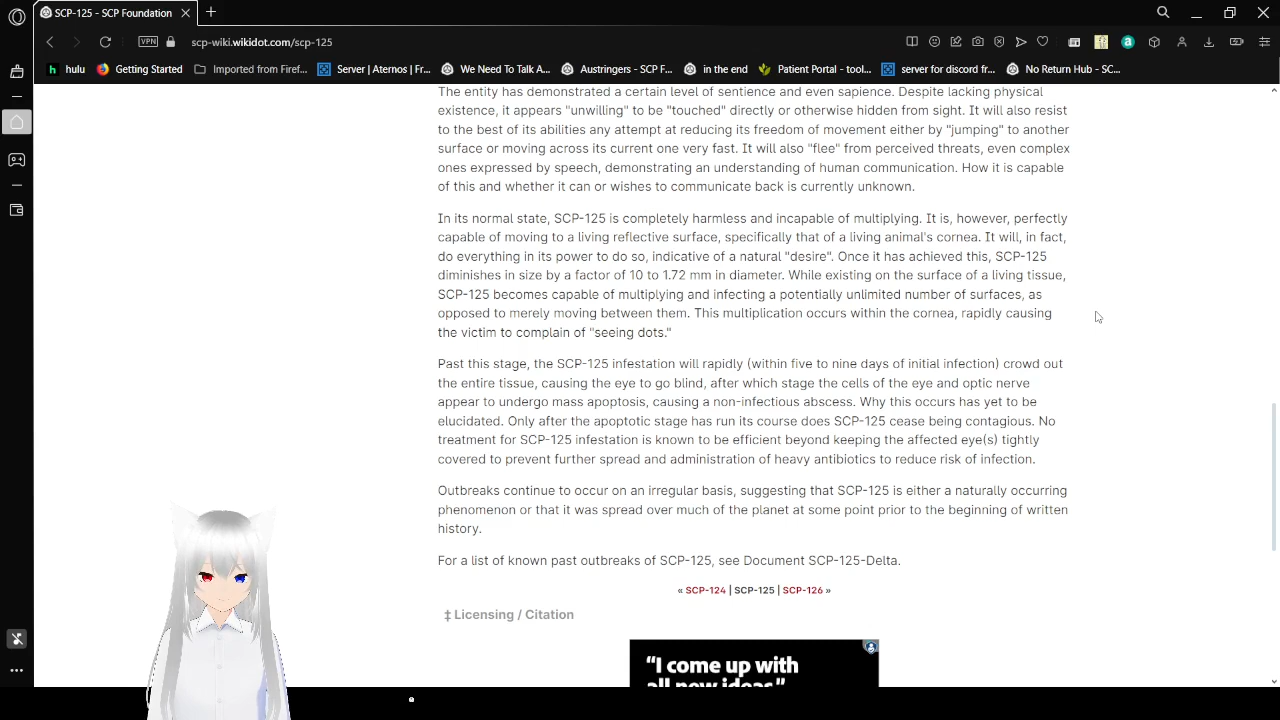 SCP-125 - SCP Foundation
VPN
scp-wiki.wikidot.com/scp-125
hulu
Getting Started
Imported from Firef...
Server | Aternos | Fr...
We Need To Talk A...
Austringers - SCP F...
in the end
Patient Portal - tool...
server for discord fr...
No Return Hub - SC...
The entity has demonstrated a certain level of sentience and even sapience. Despite lacking physical
existence, it appears "unwilling" to be "touched" directly or otherwise hidden from sight. It will also resist
to the best of its abilities any attempt at reducing its freedom of movement either by "jumping" to another
surface or moving across its current one very fast. It will also "flee" from perceived threats, even complex
ones expressed by speech, demonstrating an understanding of human communication. How it is capable
of this and whether it can or wishes to communicate back is currently unknown.
In its normal state, SCP-125 is completely harmless and incapable of multiplying. It is, however, perfectly
capable of moving to a living reflective surface, specifically that of a living animal's cornea. It will, in fact,
do everything in its power to do so, indicative of a natural "desire". Once it has achieved this, SCP-125
diminishes in size by a factor of 10 to 1.72 mm in diameter. While existing on the surface of a living tissue,
SCP-125 becomes capable of multiplying and infecting a potentially unlimited number of surfaces, as
opposed to merely moving between them. This multiplication occurs within the cornea, rapidly causing
the victim to complain of "seeing dots."
Past this stage, the SCP-125 infestation will rapidly (within five to nine days of initial infection) crowd out
the entire tissue, causing the eye to go blind, after which stage the cells of the eye and optic nerve
appear to undergo mass apoptosis, causing a non-infectious abscess. Why this occurs has yet to be
elucidated. Only after the apoptotic stage has run its course does SCP-125 cease being contagious. No
treatment for SCP-125 infestation is known to be efficient beyond keeping the affected eye(s) tightly
covered to prevent further spread and administration of heavy antibiotics to reduce risk of infection.
Outbreaks continue to occur on an irregular basis, suggesting that SCP-125 is either a naturally occurring
phenomenon or that it was spread over much of the planet at some point prior to the beginning of written
history.
For a list of known past outbreaks of SCP-125, see Document SCP-125-Delta.
« SCP-124 | SCP-125 | SCP-126 »
‡ Licensing / Citation
“I come up with
all new ideas.”